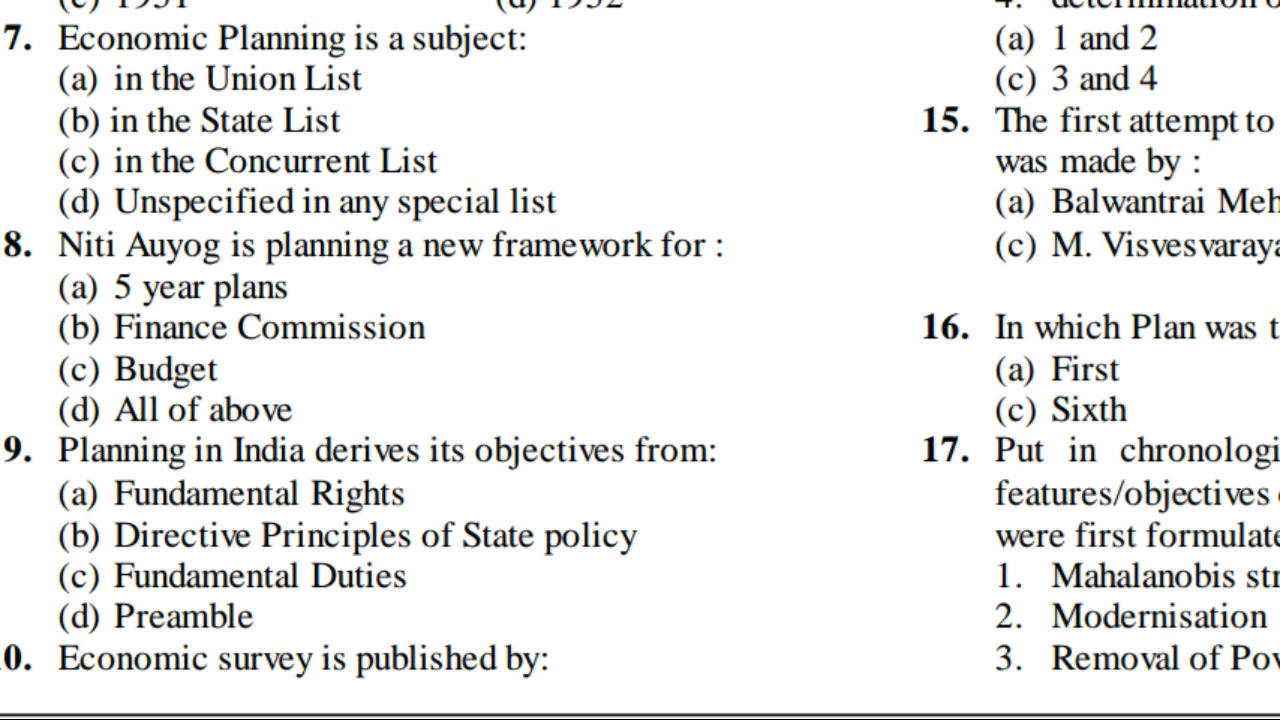 7. Economic Planning is a subject:
(a) in the Union List
(b) in the State List
(c) in the Concurrent List
(d) Unspecified in any special list
8. Niti Auyog is planning a new framework for :
(a) 5 year plans
(b) Finance Commission
(c) Budget
(d) All of above
9. Planning in India derives its objectives from:
(a) Fundamental Rights
(b) Directive Principles of State policy
(c) Fundamental Duties
(d) Preamble
0. Economic survey is published by:
(a) 1 and 2
(c) 3 and 4
15. The first attempt to
was made by :
(a) Balwantrai
(c) M. Visvesvaraya
16. In which Plan was
(a) First
(c) Sixth
17. Put in
features/objectives
were first
1. Mahalanobis
2. Modernisation
3. Removal of